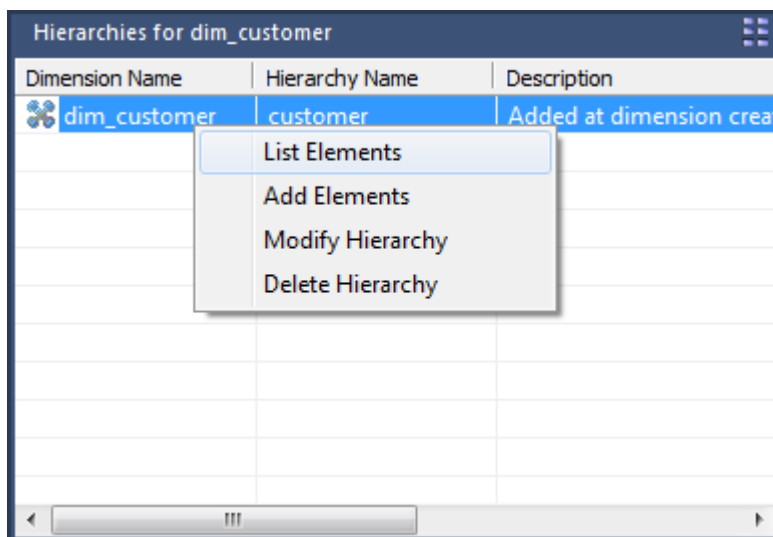 Hierarchies for dim_customer
Dimension Name Hierarchy Name Description
dim_customer customer Added at dimension crea
List Elements
Add Elements
Modify Hierarchy
Delete Hierarchy